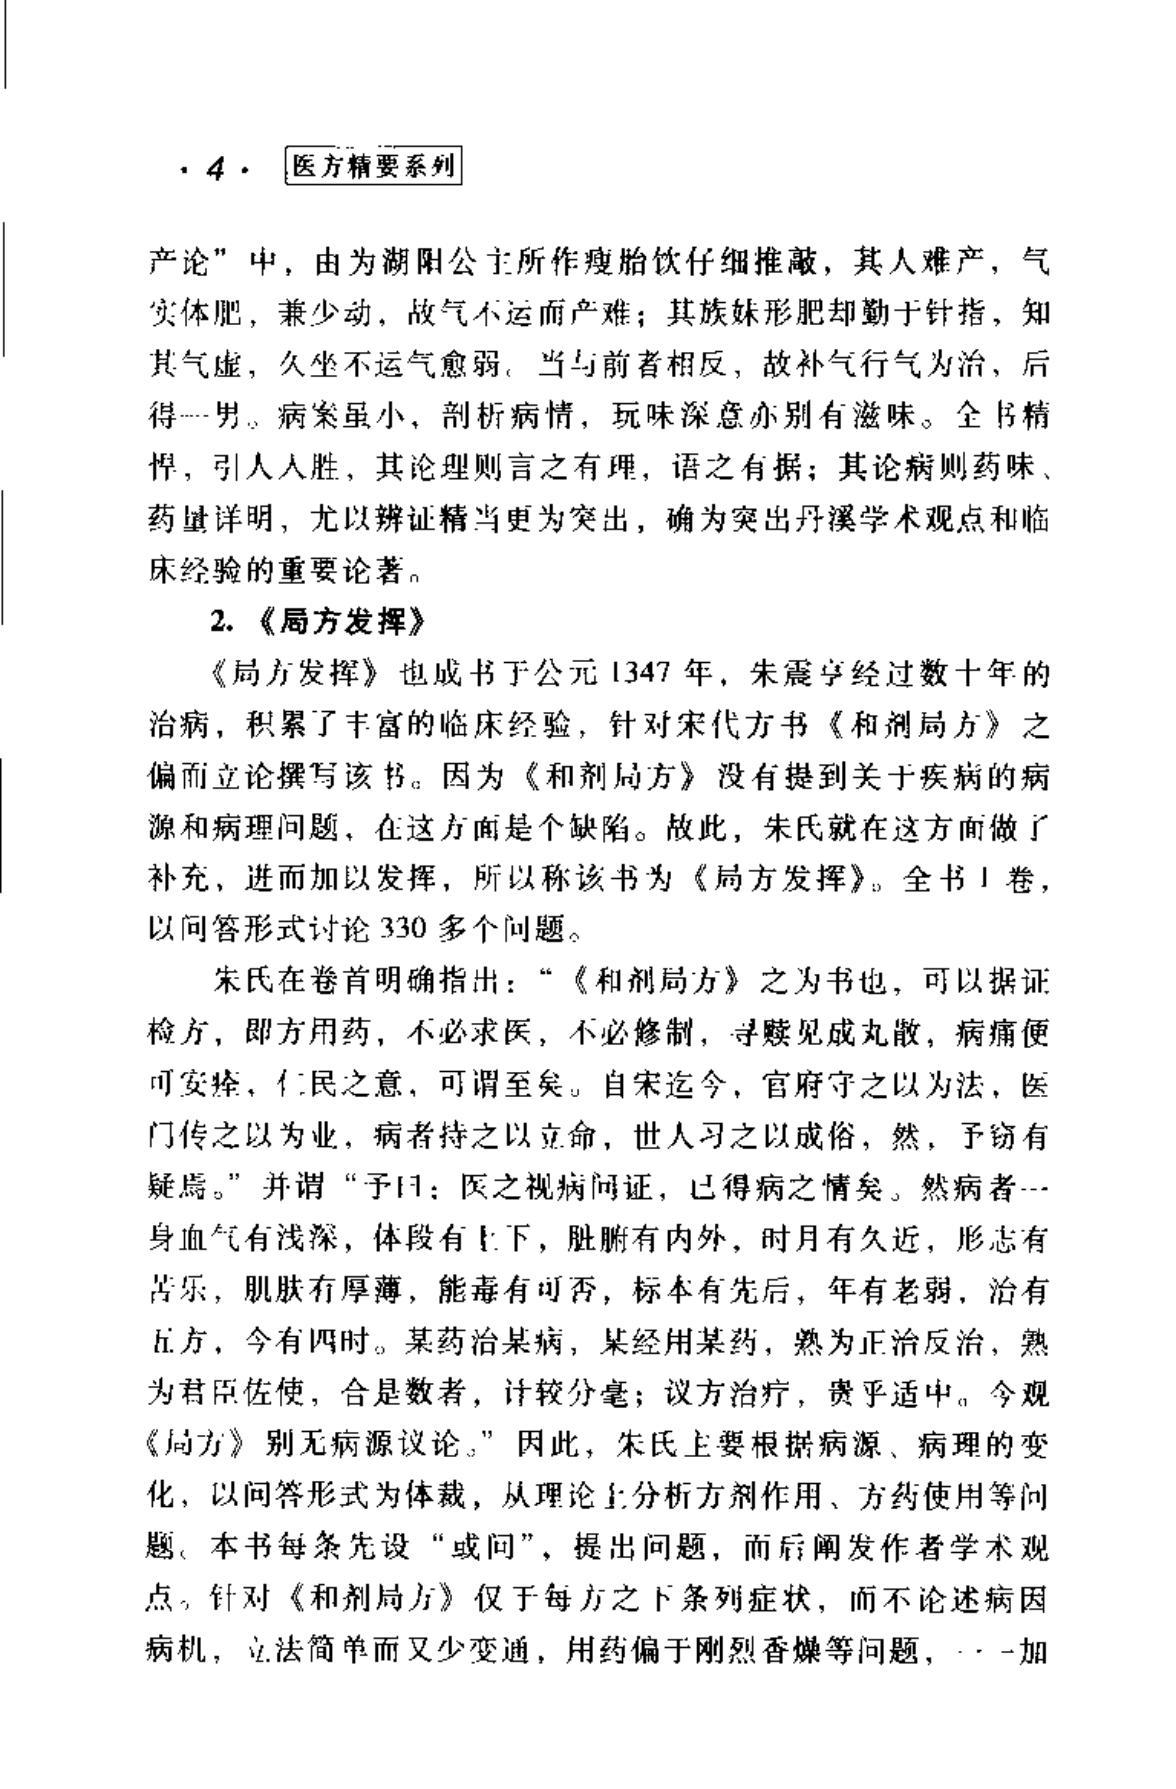 · 4 · 医方精要系列
产论”中，由为湖阳公主所作瘦胎饮仔细推敲，其人难产，气
实体肥，兼少动，故气不运而产难；其族妹形肥却勤于针指，知
其气虚，久坐不运气愈弱。当与前者相反，故补气行气为治，后
得一男。病案虽小，剖析病情，玩味深意亦别有滋味。全书精
悍，引人入胜，其论理则言之有理，语之有据；其论病则药味、
药量详明，尤以辨证精当更为突出，确为突出丹溪学术观点和临
床经验的重要论著。
2. 《局方发挥》
《局方发挥》也成书于公元1347年，朱震亨经过数十年的
治病，积累了丰富的临床经验，针对宋代方书《和剂局方》之
偏而立论撰写该书。因为《和剂局方》没有提到关于疾病的病
源和病理问题，在这方面是个缺陷。故此，朱氏就在这方面做了
补充，进而加以发挥，所以称该书为《局方发挥》。全书1卷，
以问答形式讨论330多个问题。
朱氏在卷首明确指出：“《和剂局方》之为书也，可以据证
检方，即方用药，不必求医，不必修制，寻赎见成丸散，病痛便
可安痊，仁民之意，可谓至矣。自宋迄今，官府守之以为法，医
门传之以为业，病者持之以立命，世人习之以成俗，然，予窃有
疑焉。”并谓“予曰：医之视病问证，已得病之情矣。然病者一
身血气有浅深，体段有上下，脏腑有内外，时月有久近，形志有
苦乐，肌肤有厚薄，能毒有可否，标本有先后，年有老弱，治有
五方，令有四时。某药治某病，某经用某药，熟为正治反治，熟
为君臣佐使，合是数者，计较分毫；议方治疗，贵乎适中。今观
《局方》别无病源议论。”因此，朱氏主要根据病源、病理的变
化，以问答形式为体裁，从理论上分析方剂作用、方药使用等问
题。本书每条先设“或问”，提出问题，而后阐发作者学术观
点。针对《和剂局方》仅于每方之下条列症状，而不论述病因
病机，立法简单而又少变通，用药偏于刚烈香燥等问题，一一加